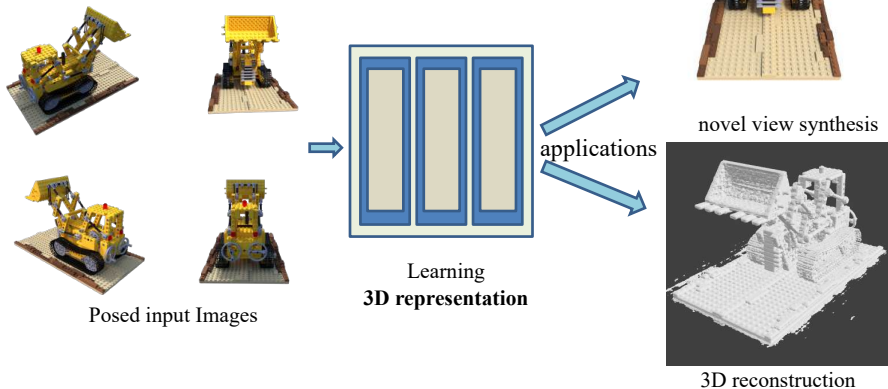 applications
novel view synthesis
Learning
3D representation
Posed input Images
3D reconstruction